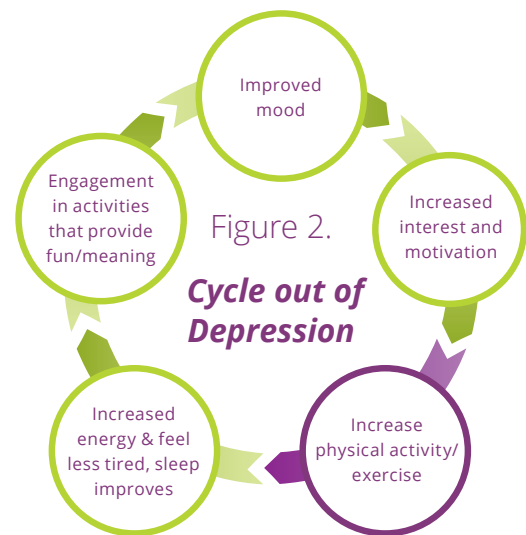 Improved
mood
Increased
interest and
motivation
Increase
physical activity/
exercise
Increased
energy & feel
less tired, sleep
improves
Engagement
in activities
that provide
fun/meaning
Figure 2.
Cycle out of
Depression